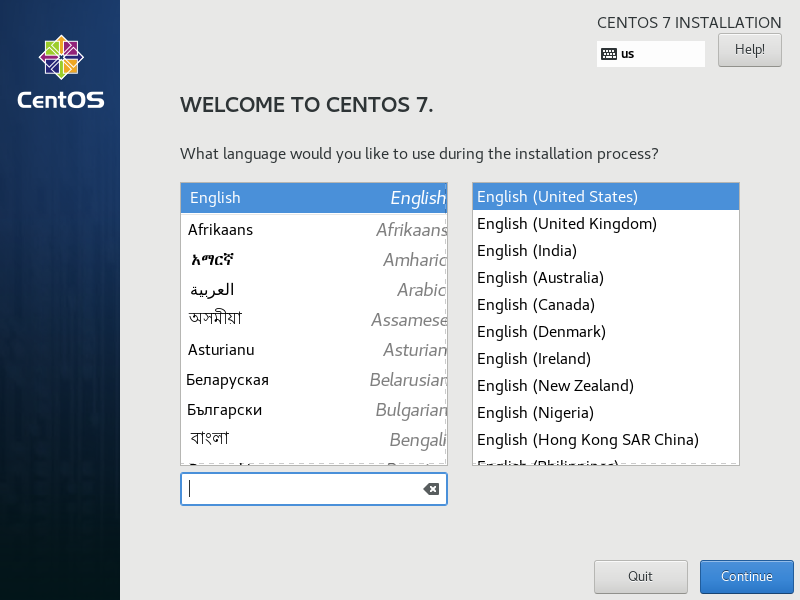 CENTOS 7 INSTALLATION
us
Help!
CentOS
WELCOME TO CENTOS 7.
What language would you like to use during the installation process?
English English
Afrikaans Afrikaans
አማርኛ Amharic
العربية Arabic
অসমীয়া Assamese
Asturianu Asturian
Беларуская Belarusian
Български Bulgarian
বাংলা Bengali
English (United States)
English (United Kingdom)
English (India)
English (Australia)
English (Canada)
English (Denmark)
English (Ireland)
English (New Zealand)
English (Nigeria)
English (Hong Kong SAR China)
English (Philippines)
Quit
Continue